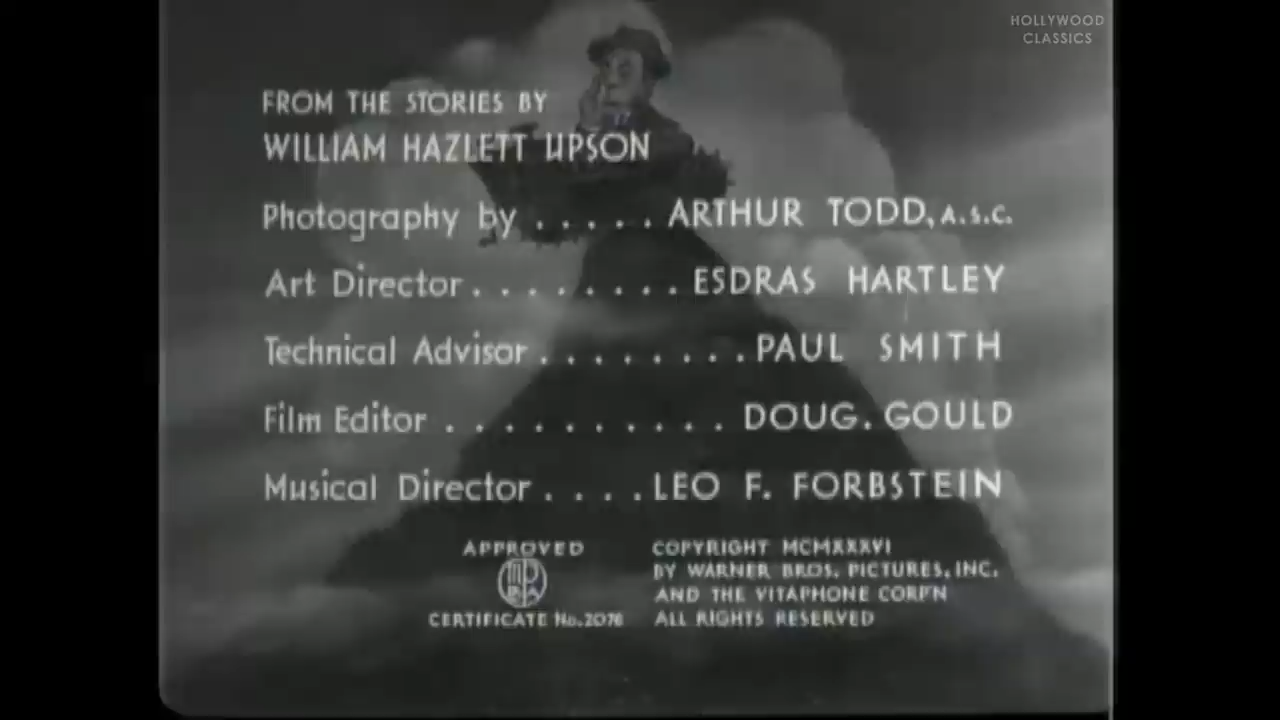 HOLLYWOOD
CLASSICS
FROM THE STORIES BY
WILLIAM HAZLETT UPSON
Photography by ..... ARTHUR TODD, A.S.C.
Art Director ........ ESDRAS HARTLEY
Technical Advisor ........ PAUL SMITH
Film Editor .......... DOUG. GOULD
Musical Director .... LEO F. FORBSTEIN
APPROVED
MPPDA
CERTIFICATE No. 2076
COPYRIGHT MCMXXXVI
BY WARNER BROS. PICTURES, INC.
AND THE VITAPHONE CORP'N
ALL RIGHTS RESERVED